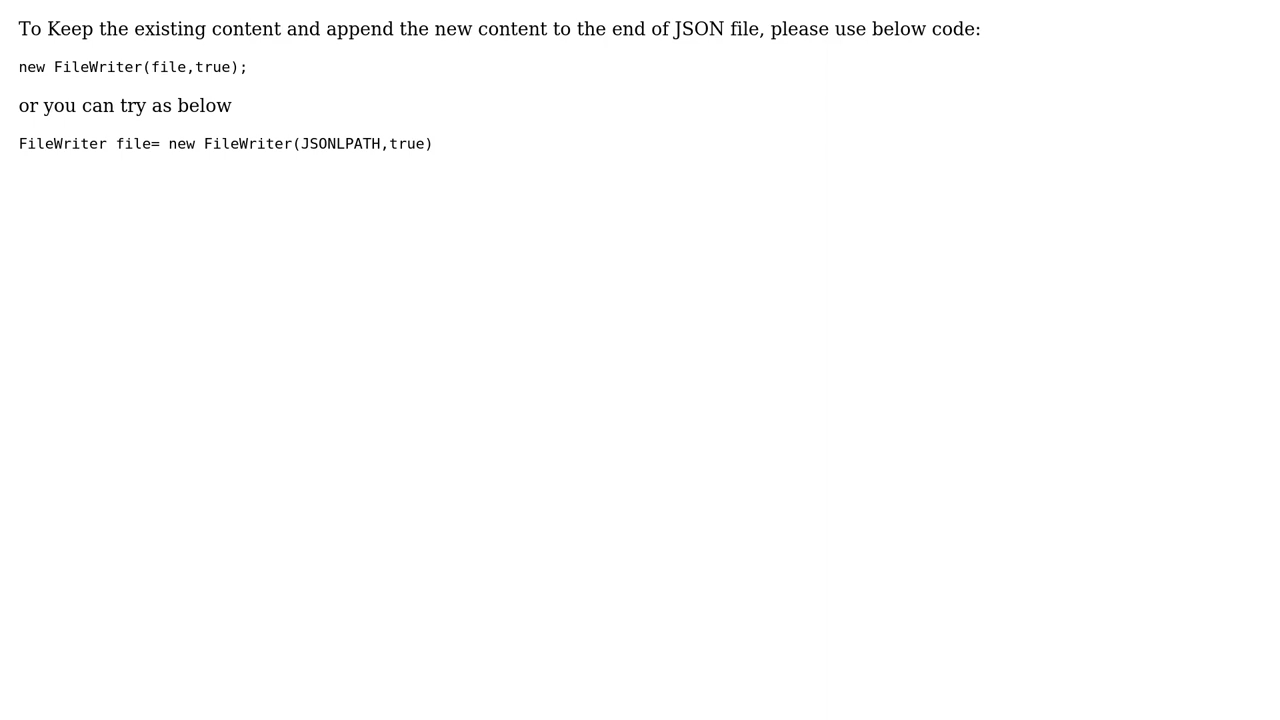 To Keep the existing content and append the new content to the end of JSON file, please use below code:
new FileWriter(file,true);
or you can try as below
FileWriter file= new FileWriter(JSONLPATH,true)